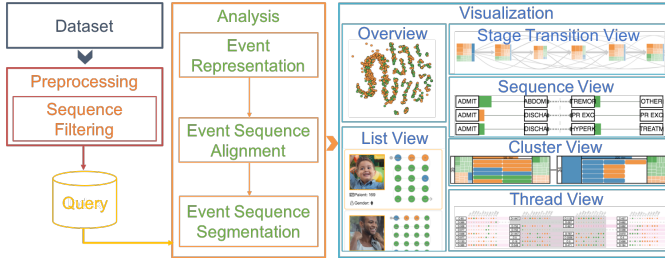 Dataset
Preprocessing
Sequence
Filtering
Query
Analysis
Event
Representation
Event Sequence
Alignment
Event Sequence
Segmentation
Visualization
Overview
List View
Stage Transition View
Sequence View
ADMIT
ABDOMI
TREMOR
OTHER
ADMIT
DISCHA
PR EXC
PR EXC
ADMIT
DISCHA
HYPERK
TREATM
Cluster View
Thread View